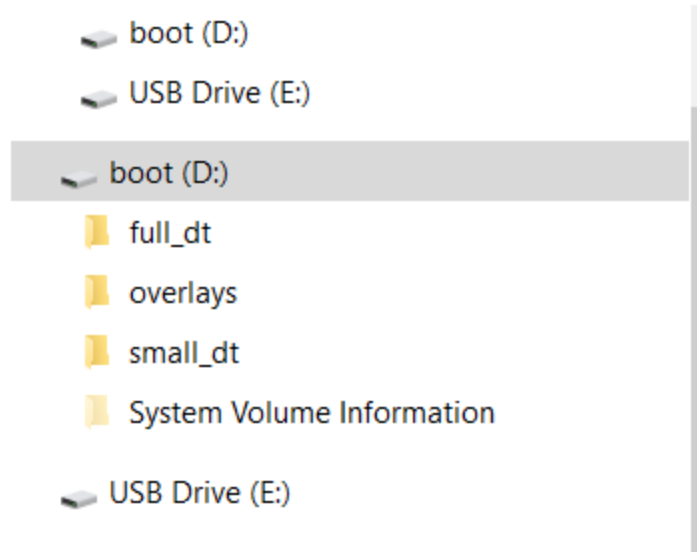 boot (D:)
USB Drive (E:)
boot (D:)
full_dt
overlays
small_dt
System Volume Information
USB Drive (E:)